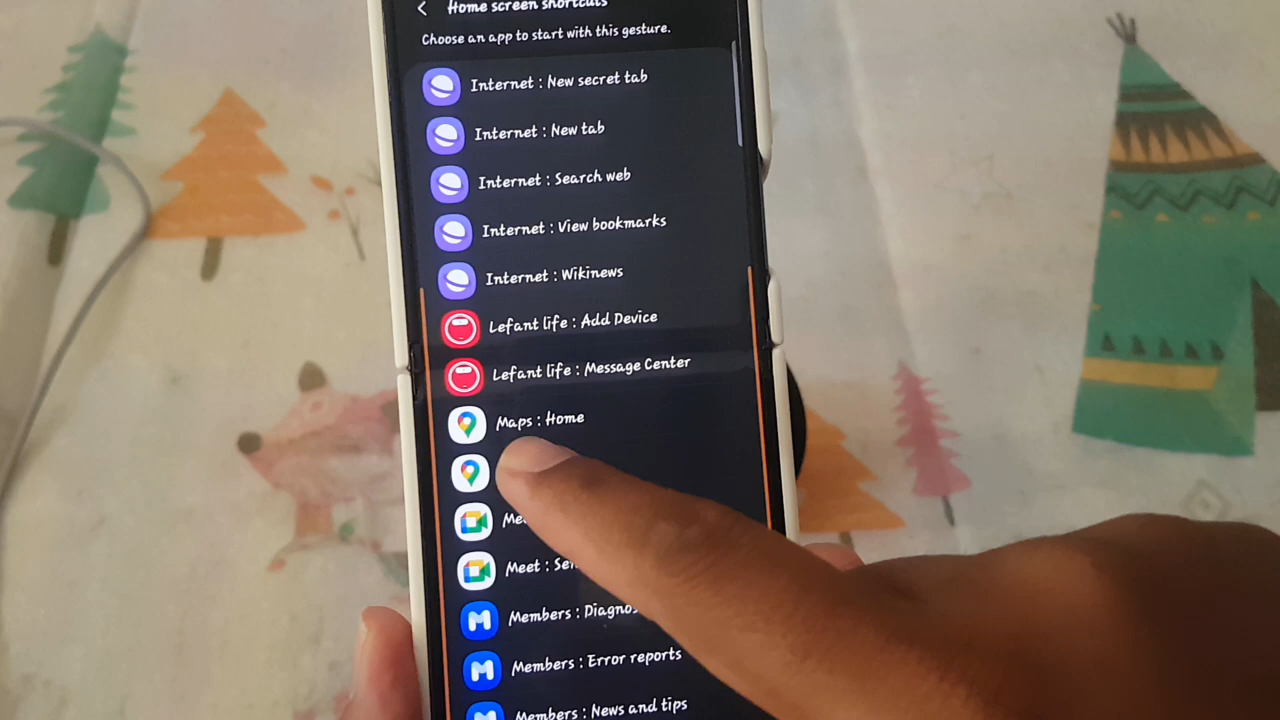 Home screen shortcuts
Choose an app to start with this gesture.
Internet : New secret tab
Internet : New tab
Internet : Search web
Internet : View bookmarks
Internet : Wikinews
Lefant life : Add Device
Lefant life : Message Center
Maps : Home
Meet :
Members :
Members : Error reports
Members : News and tips